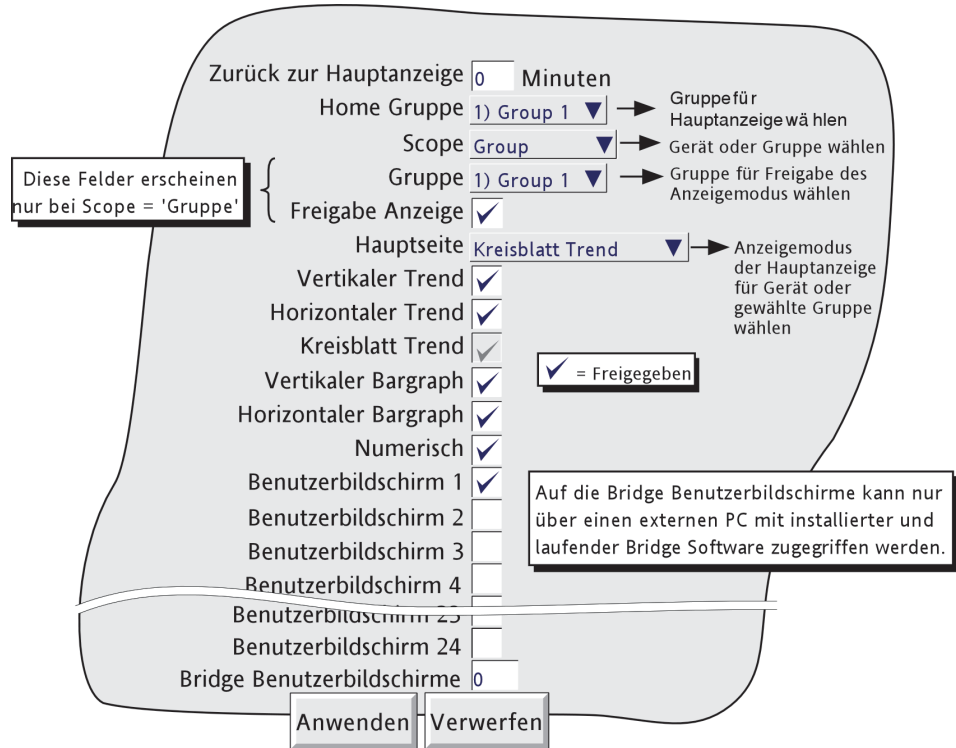 Zurück zur Hauptanzeige 0 Minuten
Home Gruppe 1) Group 1
Gruppe für
Hauptanzeige wählen
Scope Group
Gerät oder Gruppe wählen
Diese Felder erscheinen
nur bei Scope = 'Gruppe'
Gruppe 1) Group 1
Gruppe für Freigabe des
Anzeigemodus wählen
Freigabe Anzeige
Hauptseite Kreisblatt Trend
Anzeigemodus
der Hauptanzeige
für Gerät oder
gewählte Gruppe
wählen
Vertikaler Trend
Horizontaler Trend
Kreisblatt Trend
= Freigegeben
Vertikaler Bargraph
Horizontaler Bargraph
Numerisch
Benutzerbildschirm 1
Auf die Bridge Benutzerbildschirme kann nur
über einen externen PC mit installierter und
laufender Bridge Software zugegriffen werden.
Benutzerbildschirm 2
Benutzerbildschirm 3
Benutzerbildschirm 4
Benutzerbildschirm 23
Benutzerbildschirm 24
Bridge Benutzerbildschirme 0
Anwenden Verwerfen